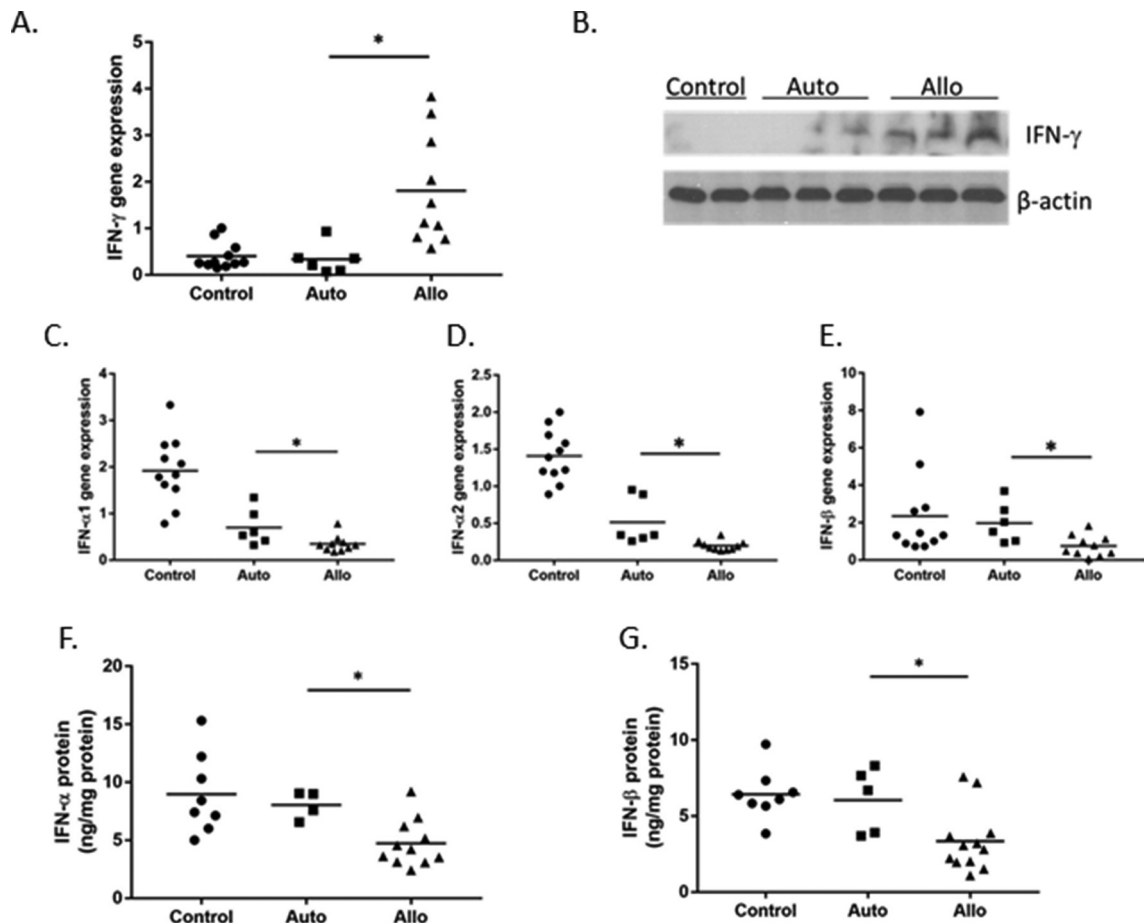 A.
IFN-γ gene expression
5
4
3
2
1
0
*
Control Auto Allo
B.
Control Auto Allo
IFN-γ
β-actin
C.
IFN-α1 gene expression
4
3
2
1
0
*
Control Auto Allo
D.
IFN-α2 gene expression
2.5
2.0
1.5
1.0
0.5
0.0
*
Control Auto Allo
E.
IFN-β gene expression
10
8
6
4
2
0
*
Control Auto Allo
F.
IFN-α protein
(ng/mg protein)
20
15
10
5
0
*
Control Auto Allo
G.
IFN-β protein
(ng/mg protein)
15
10
5
0
*
Control Auto Allo